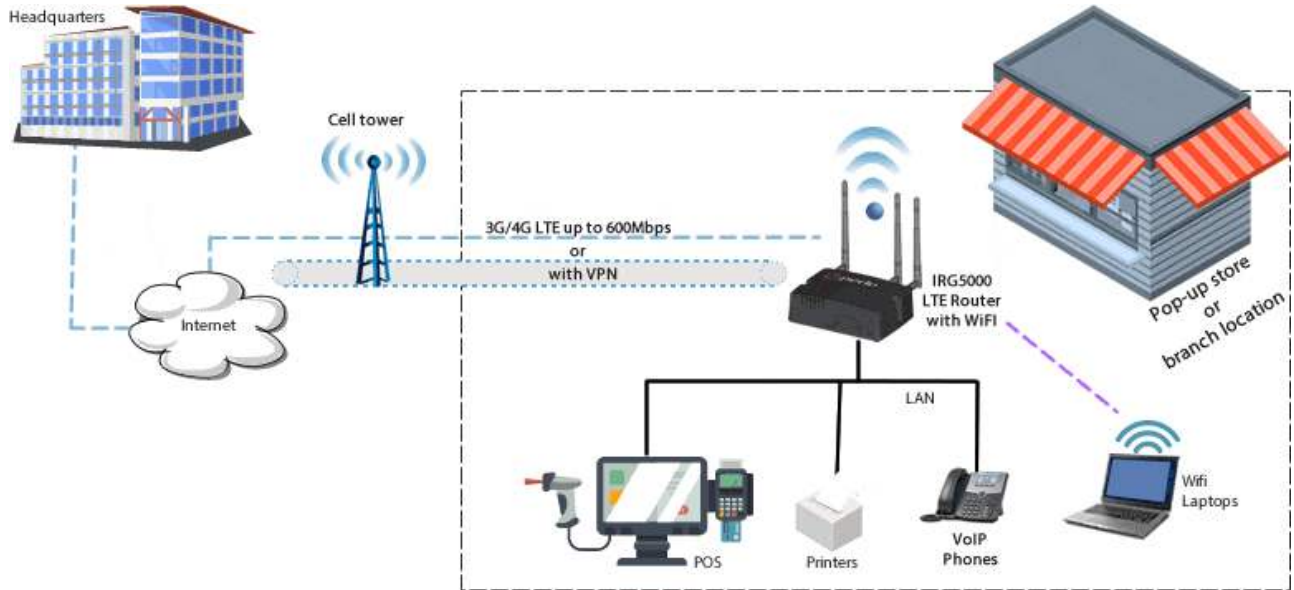 Headquarters
Cell tower
3G/4G LTE up to 600Mbps
or
with VPN
Internet
IRG5000
LTE Router
with WiFI
Pop-up store
or
branch location
LAN
POS
Printers
VoIP
Phones
Wifi
Laptops